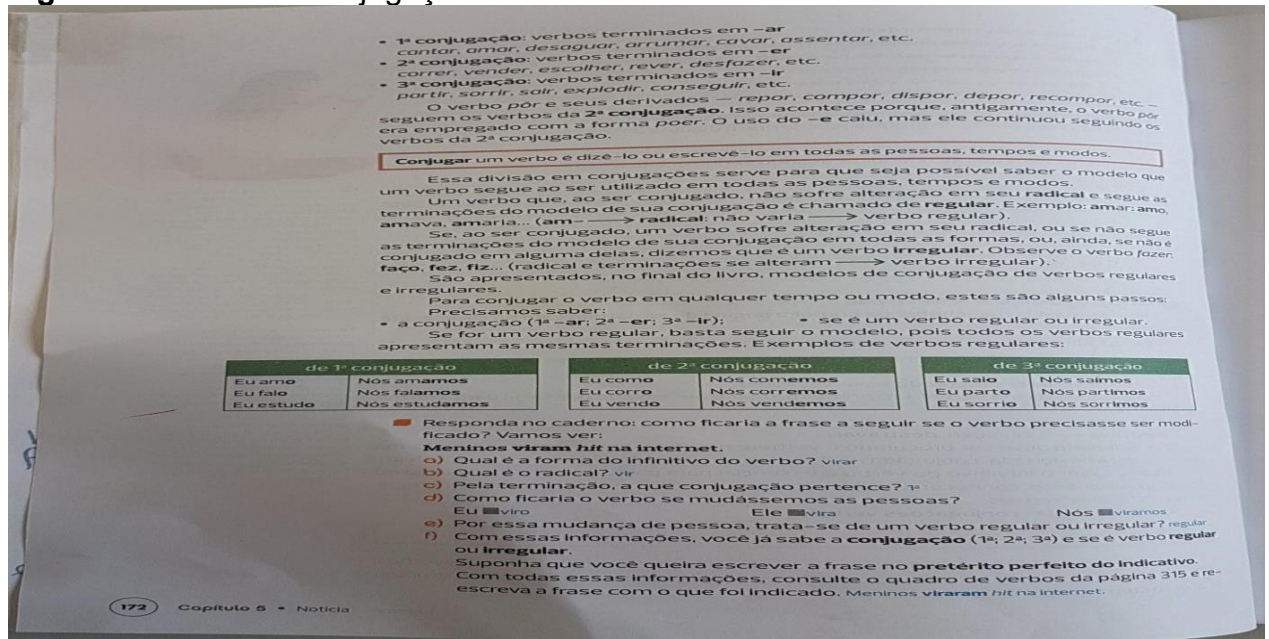 • 1ª conjugação: verbos terminados em –ar
cantar, amar, desaguar, arrumar, cavar, assentar, etc.
• 2ª conjugação: verbos terminados em –er
correr, vender, escolher, rever, desfazer, etc.
• 3ª conjugação: verbos terminados em –ir
partir, sorrir, sair, explodir, conseguir, etc.
O verbo pôr e seus derivados — repor, compor, dispor, depor, recompor, etc. –
seguem os verbos da 2ª conjugação. Isso acontece porque, antigamente, o verbo pôr
era empregado com a forma poer. O uso do –e caiu, mas ele continuou seguindo os
verbos da 2ª conjugação.
Conjugar um verbo é dizê-lo ou escrevê-lo em todas as pessoas, tempos e modos.
Essa divisão em conjugações serve para que seja possível saber o modelo que
um verbo segue ao ser utilizado em todas as pessoas, tempos e modos.
Um verbo que, ao ser conjugado, não sofre alteração em seu radical e segue as
terminações do modelo de sua conjugação é chamado de regular. Exemplo: amar: amo,
amava, amaria... (am– → radical: não varia → verbo regular).
Se, ao ser conjugado, um verbo sofre alteração em seu radical, ou se não segue
as terminações do modelo de sua conjugação em todas as formas, ou, ainda, se não é
conjugado em alguma delas, dizemos que é um verbo irregular. Observe o verbo fazer:
faço, fez, fiz... (radical e terminações se alteram → verbo irregular).
São apresentados, no final do livro, modelos de conjugação de verbos regulares
e irregulares.
Para conjugar o verbo em qualquer tempo ou modo, estes são alguns passos:
Precisamos saber:
• a conjugação (1ª –ar; 2ª –er; 3ª –ir); • se é um verbo regular ou irregular.
Se for um verbo regular, basta seguir o modelo, pois todos os verbos regulares
apresentam as mesmas terminações. Exemplos de verbos regulares:
de 1ª conjugação de 2ª conjugação de 3ª conjugação
Eu amo Nós amamos Eu como Nós comemos Eu saio Nós saímos
Eu falo Nós falamos Eu corro Nós corremos Eu parto Nós partimos
Eu estudo Nós estudamos Eu vendo Nós vendemos Eu sorrio Nós sorrimos
Responda no caderno: como ficaria a frase a seguir se o verbo precisasse ser modi-
ficado? Vamos ver:
Meninos viram hit na internet.
a) Qual é a forma do infinitivo do verbo? virar
b) Qual é o radical? vir
c) Pela terminação, a que conjugação pertence? 1ª
d) Como ficaria o verbo se mudássemos as pessoas?
Eu viro Ele vira Nós viramos
e) Por essa mudança de pessoa, trata-se de um verbo regular ou irregular? regular
f) Com essas informações, você já sabe a conjugação (1ª; 2ª; 3ª) e se é verbo regular
ou irregular.
Suponha que você queira escrever a frase no pretérito perfeito do indicativo.
Com todas essas informações, consulte o quadro de verbos da página 315 e re-
escreva a frase com o que foi indicado. Meninos viraram hit na internet.
172 Capítulo 5 • Notícia